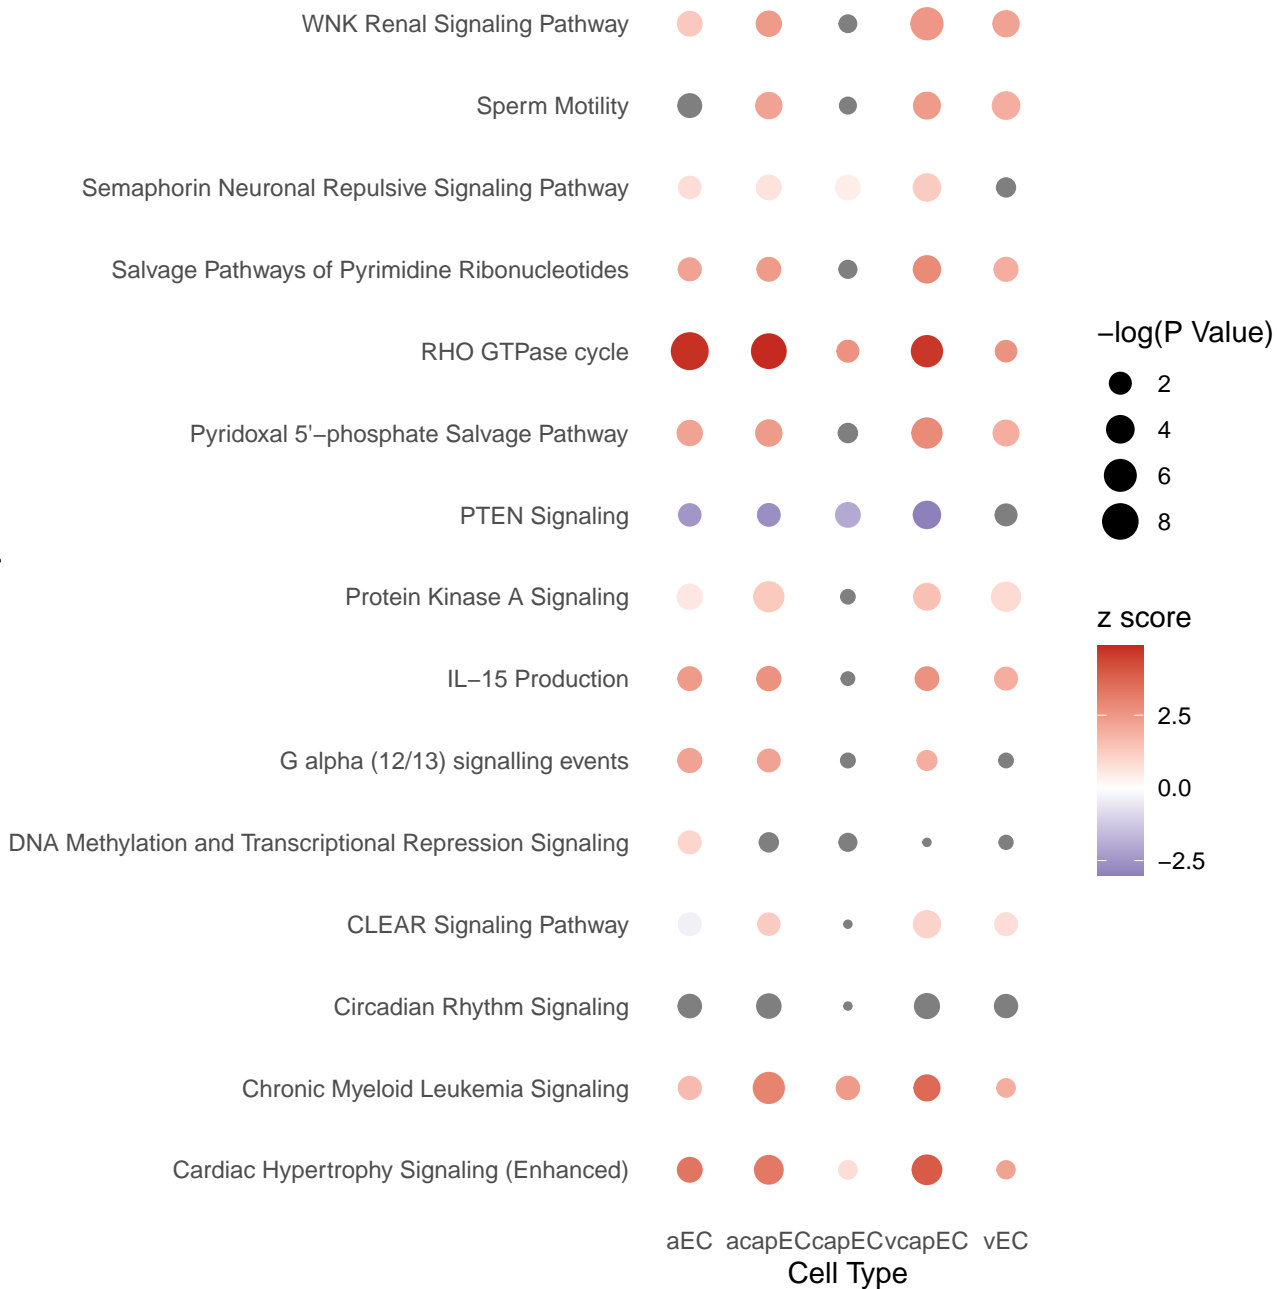 WNK Renal Signaling Pathway
Sperm Motility
Semaphorin Neuronal Repulsive Signaling Pathway
Salvage Pathways of Pyrimidine Ribonucleotides
RHO GTPase cycle
Pyridoxal 5'−phosphate Salvage Pathway
PTEN Signaling
Protein Kinase A Signaling
IL−15 Production
G alpha (12/13) signalling events
DNA Methylation and Transcriptional Repression Signaling
CLEAR Signaling Pathway
Circadian Rhythm Signaling
Chronic Myeloid Leukemia Signaling
Cardiac Hypertrophy Signaling (Enhanced)
aEC acapEC capEC vcapEC vEC
Cell Type
−log(P Value)
2
4
6
8
z score
2.5
0.0
−2.5